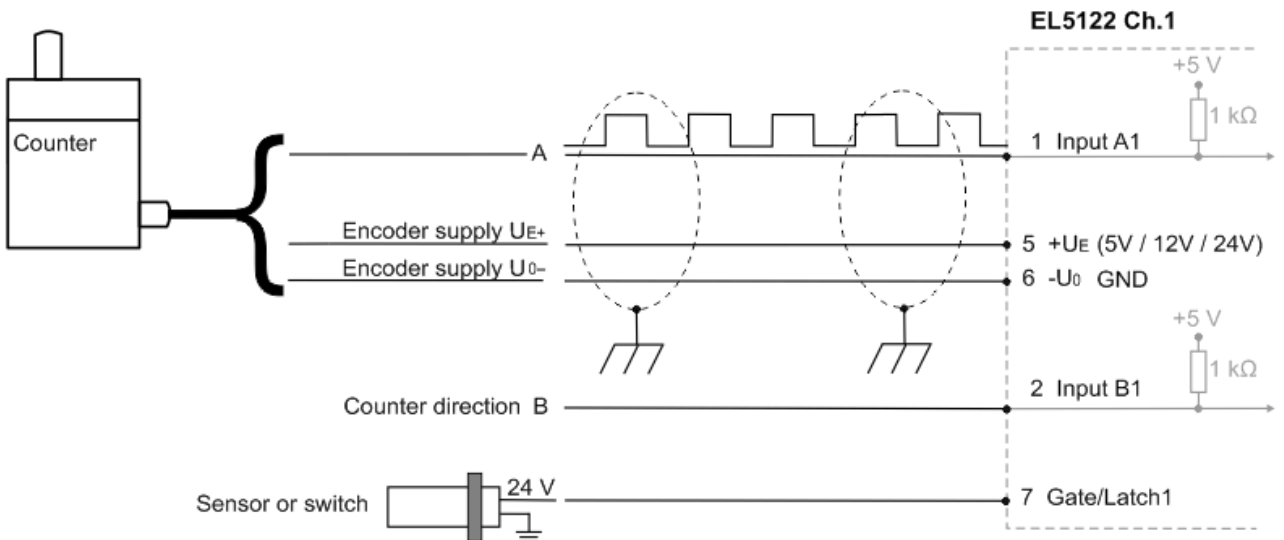 EL5122 Ch.1
+5 V
1 kΩ
Counter
A
1 Input A1
Encoder supply UE+
5 +UE (5V / 12V / 24V)
Encoder supply U0–
6 -U0 GND
+5 V
1 kΩ
2 Input B1
Counter direction B
24 V
Sensor or switch
7 Gate/Latch1